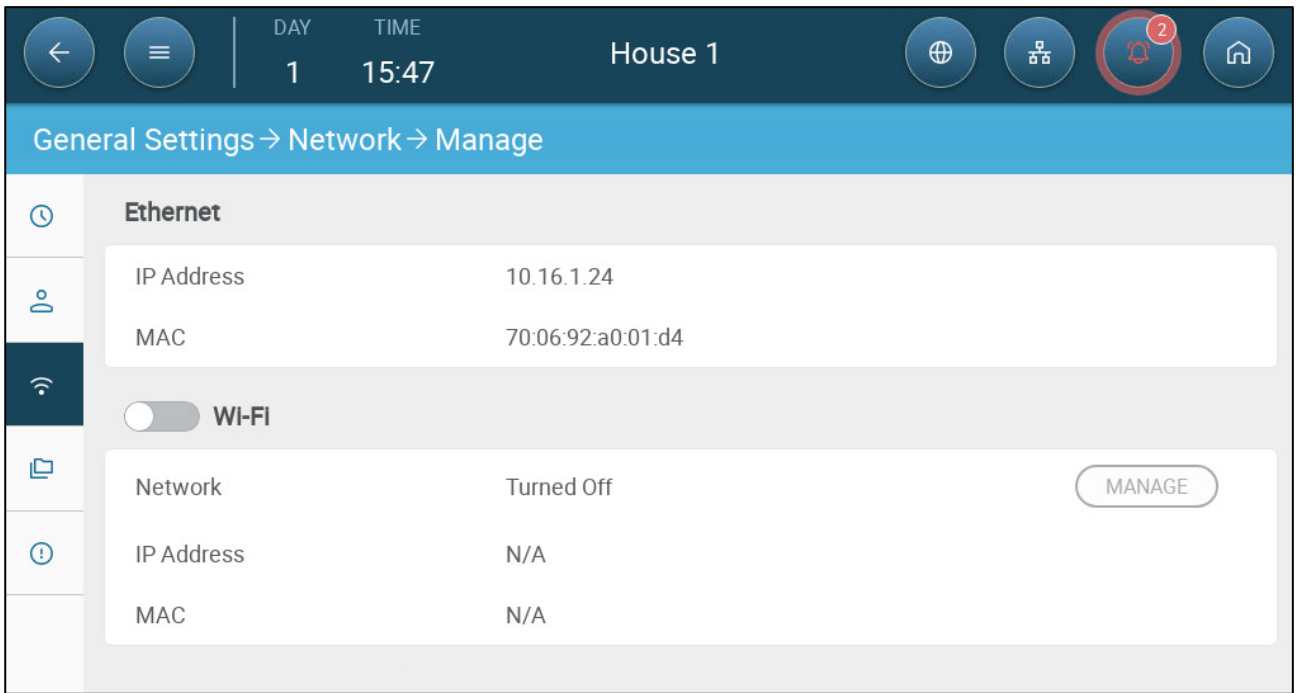 DAY TIME
1 15:47
House 1
2
General Settings → Network → Manage
Ethernet
IP Address 10.16.1.24
MAC 70:06:92:a0:01:d4
Wi-Fi
Network Turned Off MANAGE
IP Address N/A
MAC N/A